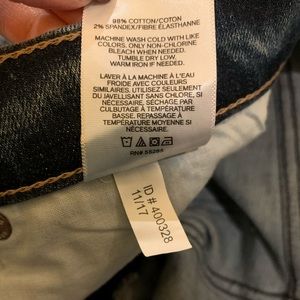 98% COTTON/COTON
2% SPANDEX/FIBRE ÉLASTHANNE
MACHINE WASH COLD WITH LIKE
COLORS. ONLY NON-CHLORINE
BLEACH WHEN NEEDED.
TUMBLE DRY LOW,
WARM IRON IF NEEDED.
LAVER À LA MACHINE À L'EAU
FROIDE AVEC COULEURS
SIMILAIRES. UTILISEZ SEULEMENT
DU JAVELLISANT SANS CHLORE, SI
NÉCESSAIRE, SÉCHAGE PAR
CULBUTAGE À TEMPÉRATURE
BASSE. REPASSAGE À
TEMPÉRATURE MOYENNE SI
NÉCESSAIRE.
RN#
ID # 400328
11/17